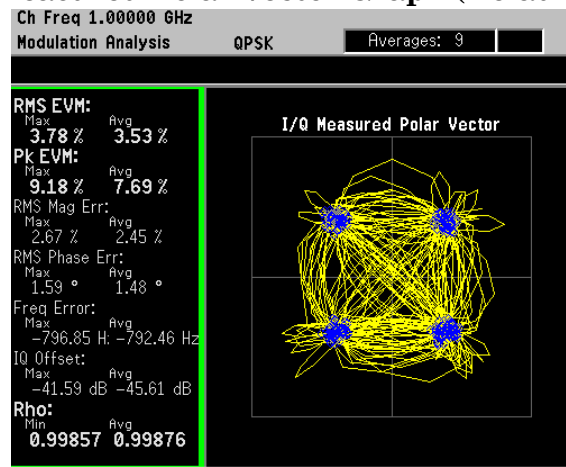 Ch Freq 1.00000 GHz
Modulation Analysis QPSK Averages: 9
RMS EVM:
Max Avg
3.78 % 3.53 %
Pk EVM:
Max Avg
9.18 % 7.69 %
RMS Mag Err:
Max Avg
2.67 % 2.45 %
RMS Phase Err:
Max Avg
1.59 ° 1.48 °
Freq Error:
Max Avg
-796.85 H: -792.46 Hz
IQ Offset:
Max Avg
-41.59 dB -45.61 dB
Rho:
Min Avg
0.99857 0.99876
I/Q Measured Polar Vector